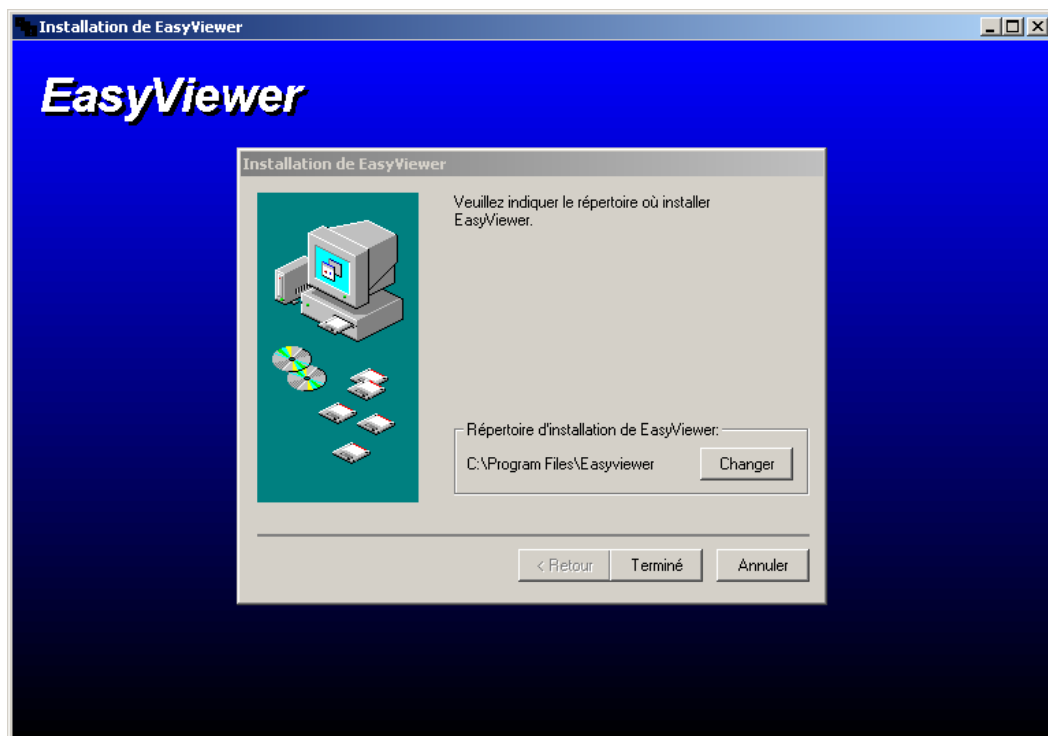 Installation de EasyViewer
EasyViewer
Installation de EasyViewer
Veuillez indiquer le répertoire où installer
EasyViewer.
Répertoire d'installation de EasyViewer:
C:\Program Files\Easyviewer
Changer
< Retour
Terminé
Annuler